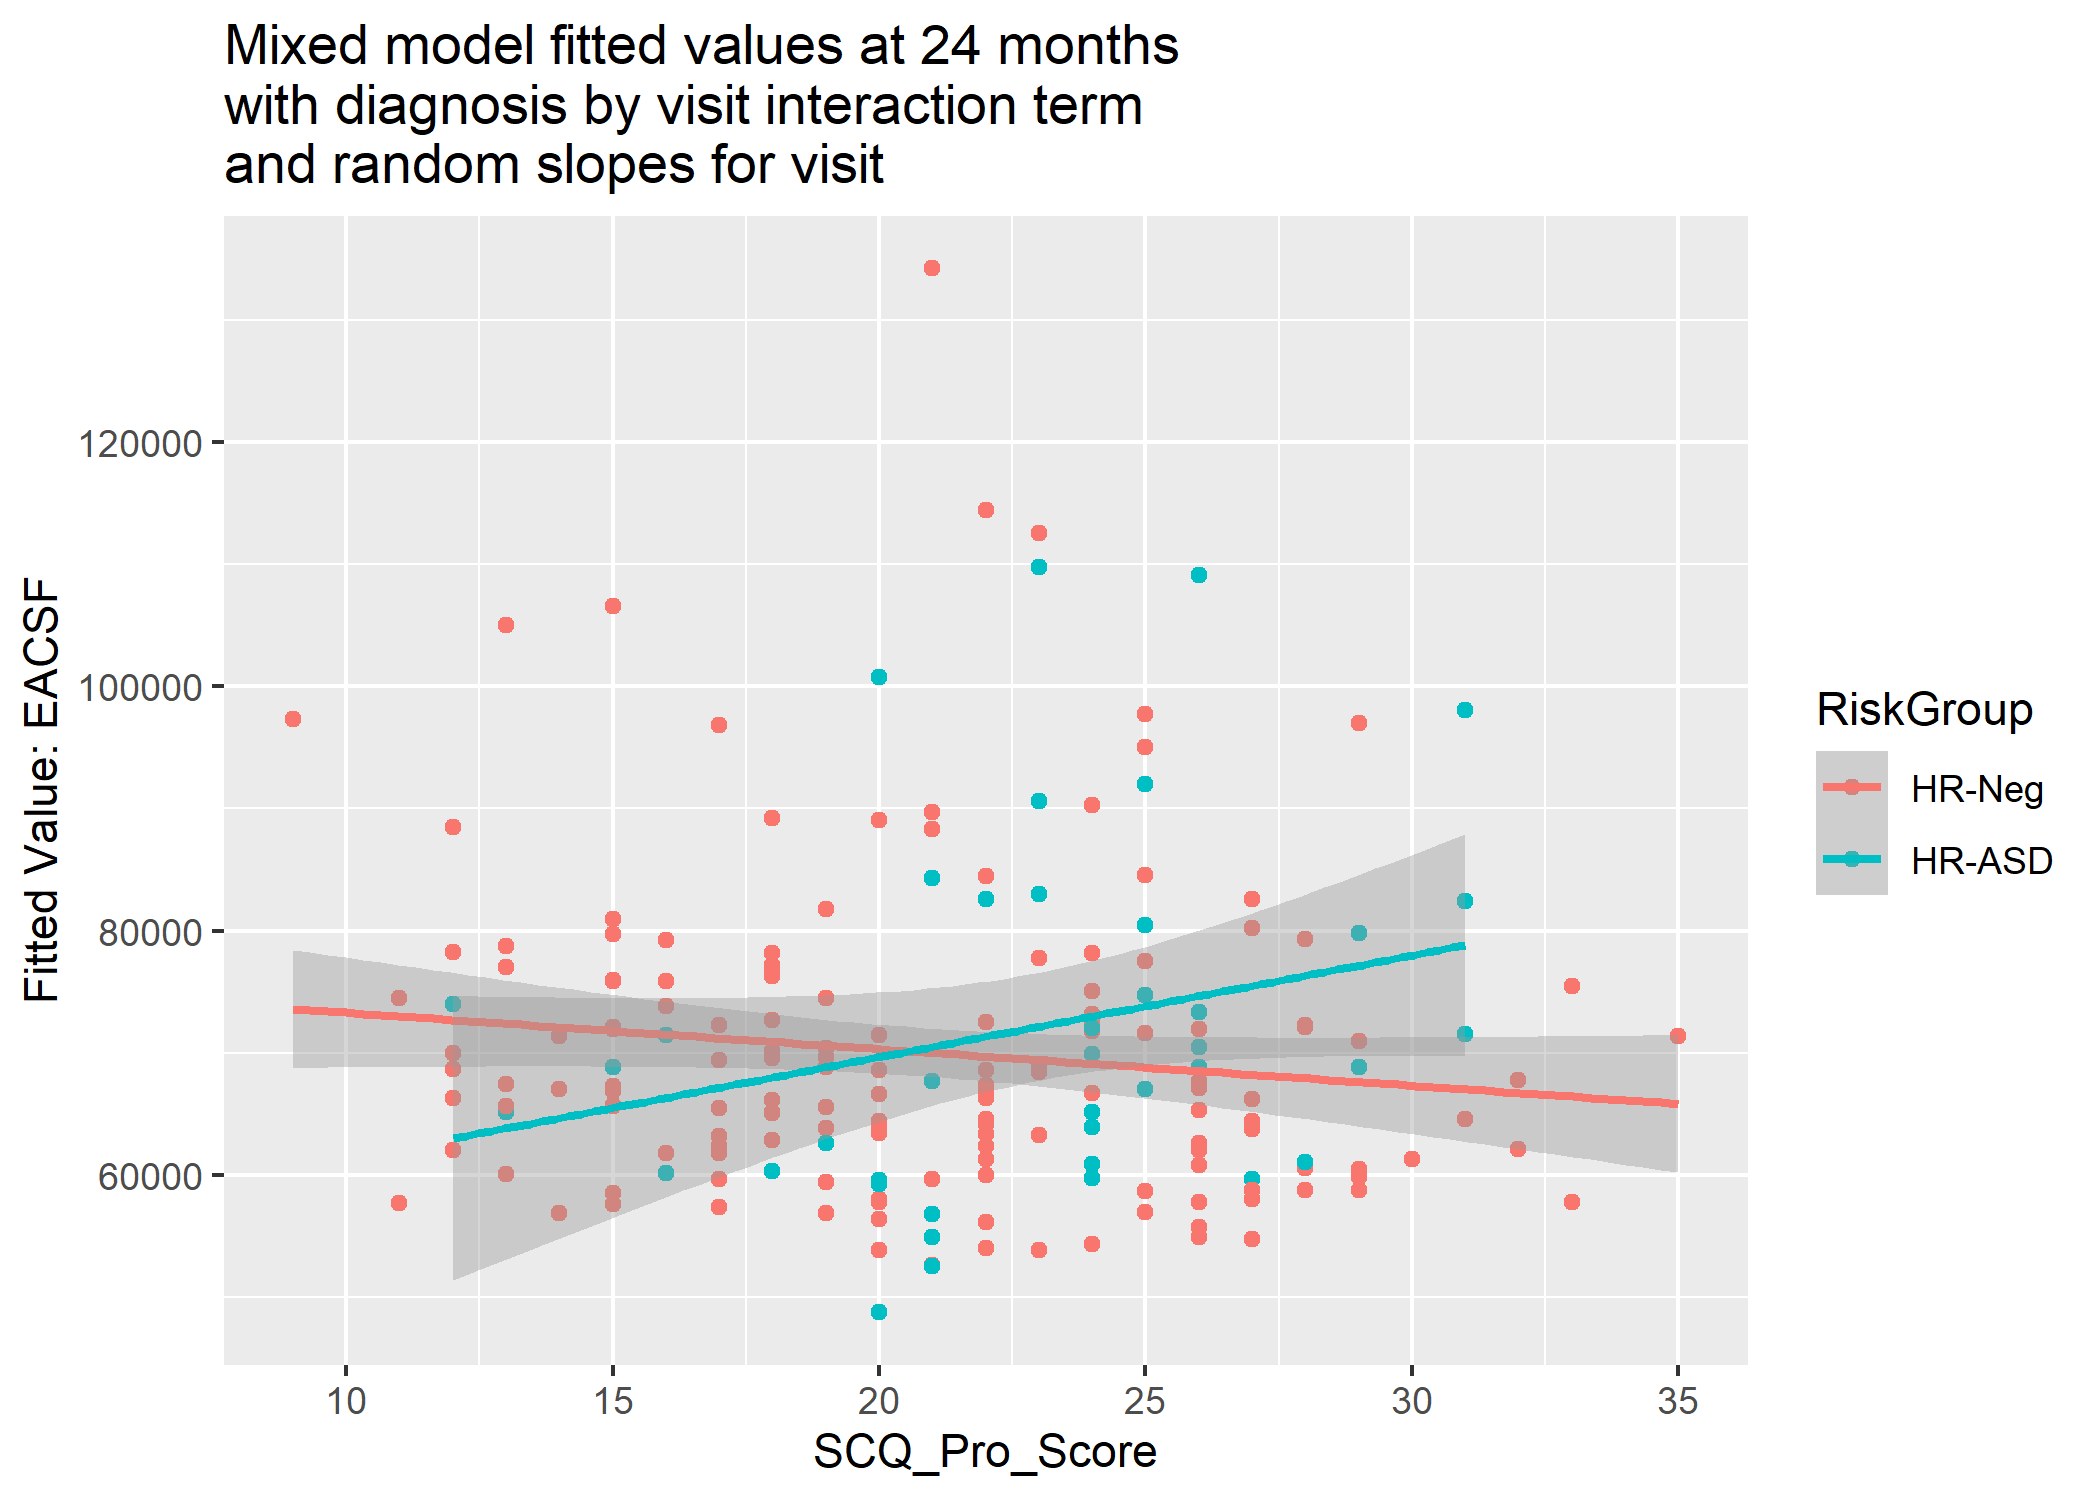 Mixed model fitted values at 24 months
with diagnosis by visit interaction term
and random slopes for visit
Fitted Value: EACSF
120000
100000
80000
60000
10 15 20 25 30 35
SCQ_Pro_Score
RiskGroup
HR-Neg
HR-ASD